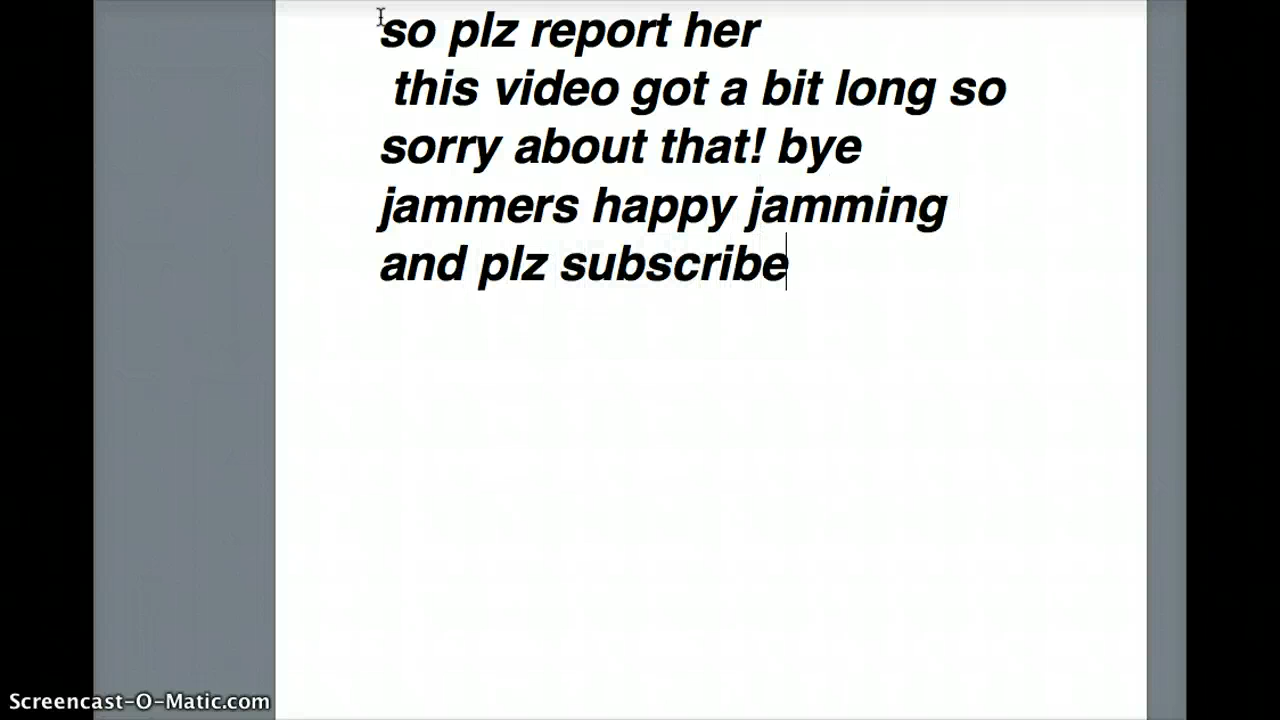 so plz report her
this video got a bit long so
sorry about that! bye
jammers happy jamming
and plz subscribe
Screencast-O-Matic.com